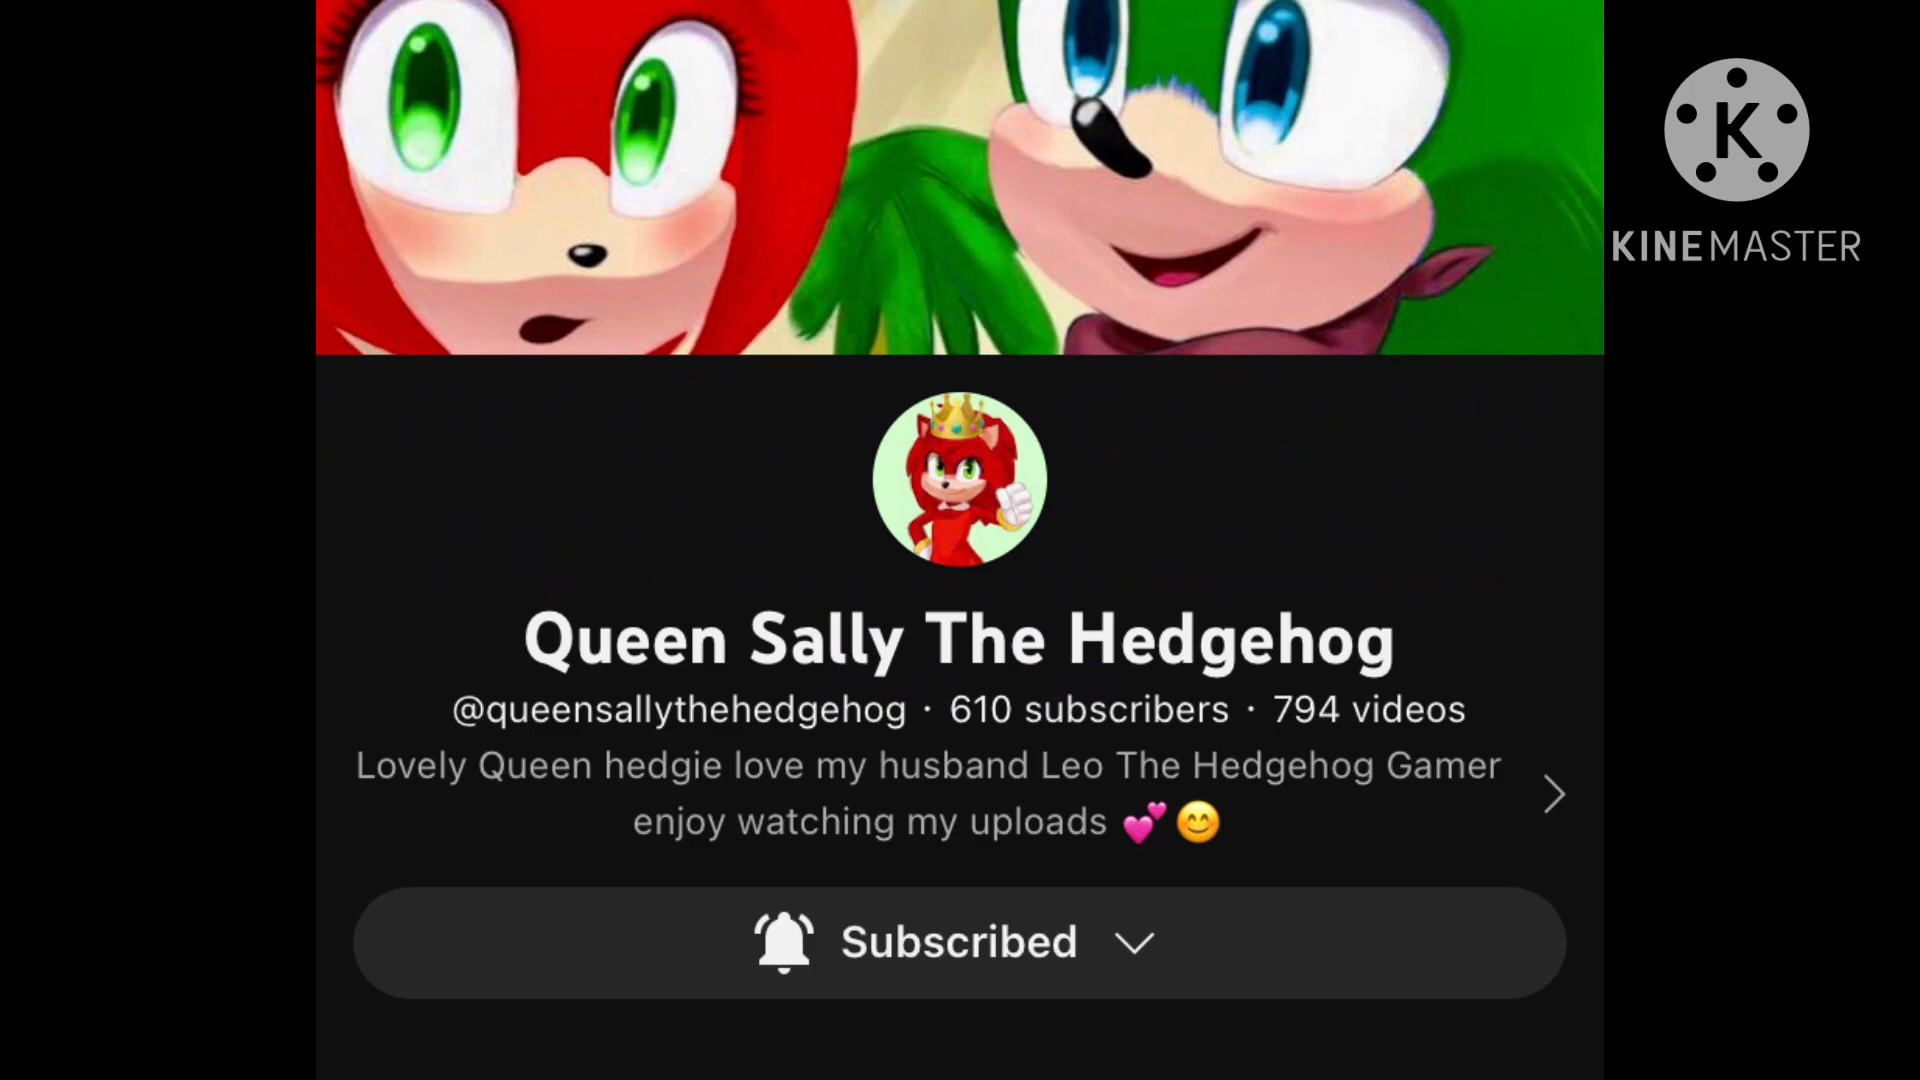 K
KINEMASTER
Queen Sally The Hedgehog
@queensallythehedgehog · 610 subscribers · 794 videos
Lovely Queen hedgie love my husband Leo The Hedgehog Gamer
enjoy watching my uploads 💕😊
Subscribed